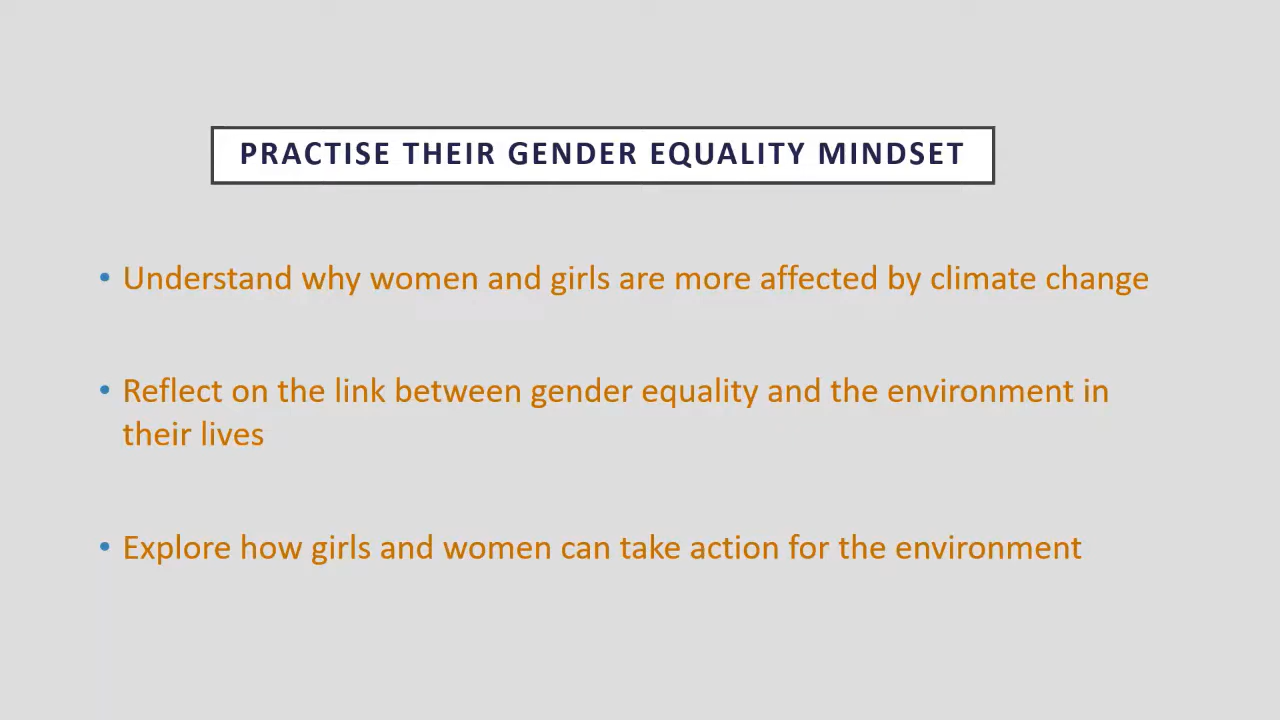 PRACTISE THEIR GENDER EQUALITY MINDSET
• Understand why women and girls are more affected by climate change
• Reflect on the link between gender equality and the environment in
their lives
• Explore how girls and women can take action for the environment